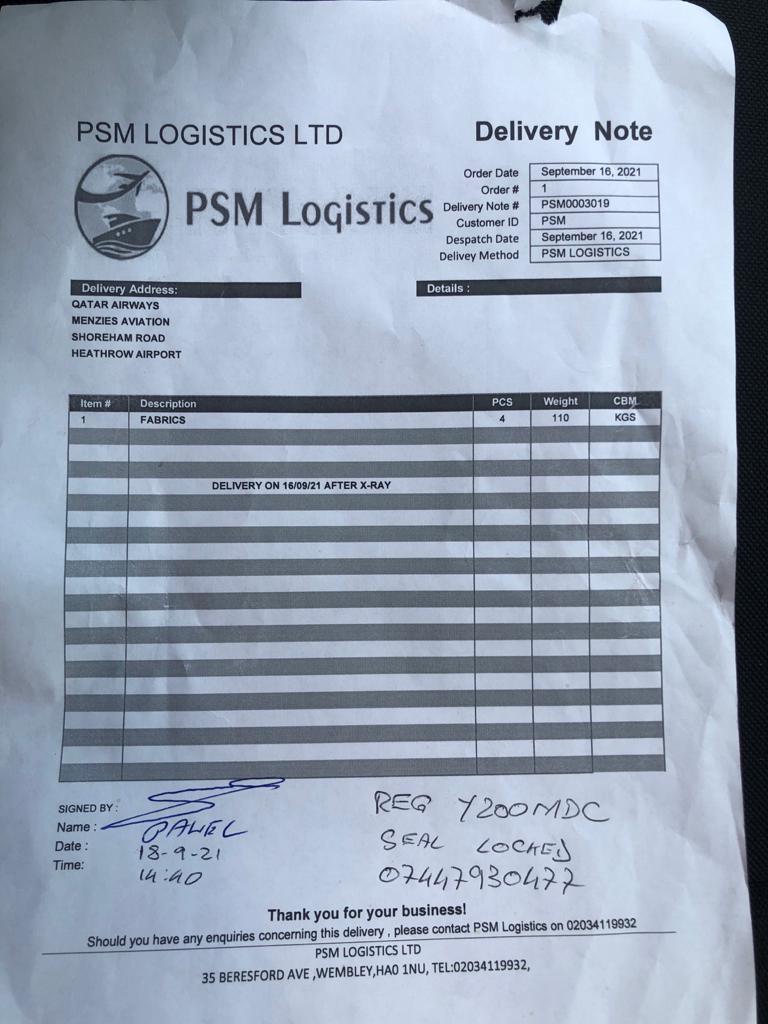 PSM LOGISTICS LTD
Delivery Note
PSM Logistics
Order Date September 16, 2021
Order # 1
Delivery Note # PSM0003019
Customer ID PSM
Despatch Date September 16, 2021
Delivey Method PSM LOGISTICS
Delivery Address:
Details :
QATAR AIRWAYS
MENZIES AVIATION
SHOREHAM ROAD
HEATHROW AIRPORT
Item # Description PCS Weight CBM
1 FABRICS 4 110 KGS
DELIVERY ON 16/09/21 AFTER X-RAY
SIGNED BY :
Name : PAWEL
Date : 18-9-21
Time: 14:40
REG Y200MDC
SEAL LOCKED
07447930477
Thank you for your business!
Should you have any enquiries concerning this delivery , please contact PSM Logistics on 02034119932
PSM LOGISTICS LTD
35 BERESFORD AVE ,WEMBLEY,HA0 1NU, TEL:02034119932,